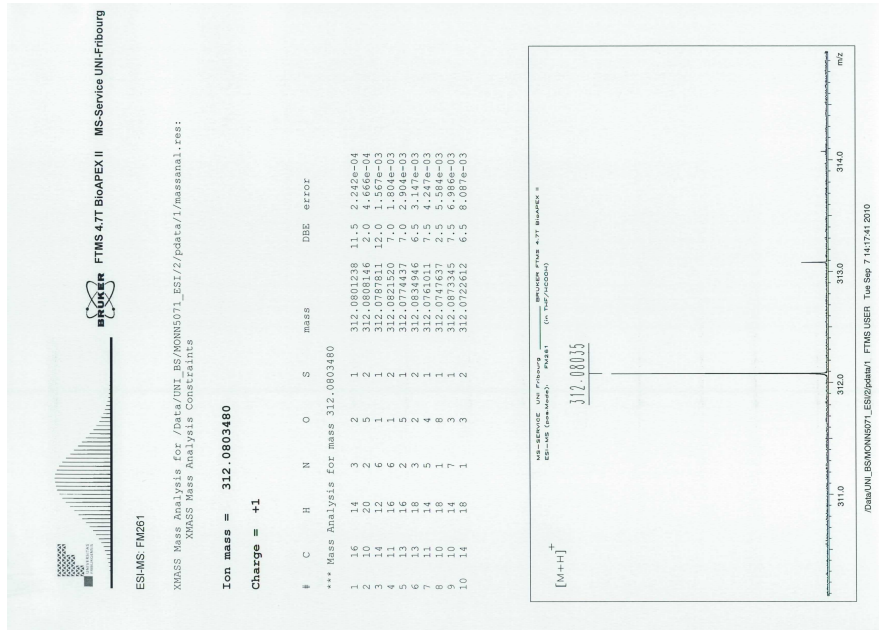 BRUKER FTMS 4.7T BioAPEX II MS-Service UNI-Fribourg
ESI-MS: FM261
XMASS Mass Analysis for /Data/UNI_BS/MONN5071_ESI/2/pdata/1/massanal.res:
XMASS Mass Analysis Constraints
Ion mass = 312.0803480
Charge = +1
# C H N O S mass DBE error
*** Mass Analysis for mass 312.0803480
1 16 14 3 2 1 312.0801238 11.5 2.242e-04
2 10 20 2 5 2 312.0808146 2.0 4.666e-04
3 14 12 6 1 1 312.0787811 12.0 1.567e-03
4 11 16 6 1 2 312.0821520 7.0 1.804e-03
5 13 16 2 5 1 312.0774437 7.0 2.904e-03
6 13 18 3 2 2 312.0834946 6.5 3.147e-03
7 11 14 5 4 1 312.0761011 7.5 4.247e-03
8 10 18 1 8 1 312.0747637 2.5 5.584e-03
9 10 14 7 3 1 312.0873345 7.5 6.986e-03
10 14 18 1 3 2 312.0722612 6.5 8.087e-03
MS-SERVICE UNI Fribourg BRUKER FTMS 4.7T BioAPEX II
ESI-MS (pos.Mode): FM261 (in THF/HCOOH)
312.08035
[M+H]+
311.0 312.0 313.0 314.0 m/z
/Data/UNI_BS/MONN5071_ESI/2/pdata/1 FTMS USER Tue Sep 7 14:17:41 2010